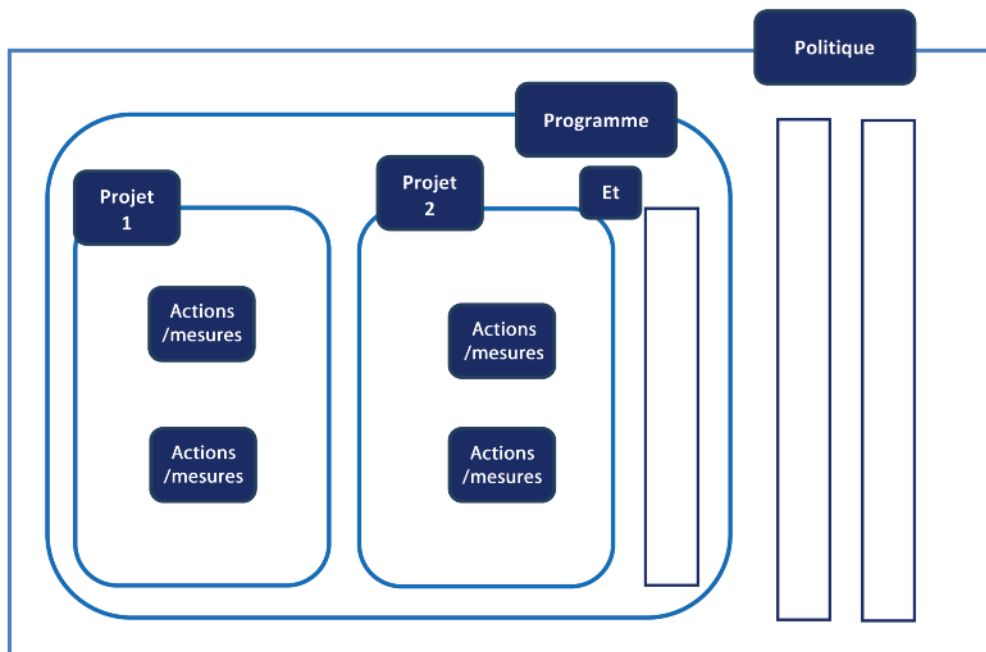 Politique
Programme
Projet
1
Projet
2
Et
Actions
/mesures
Actions
/mesures
Actions
/mesures
Actions
/mesures